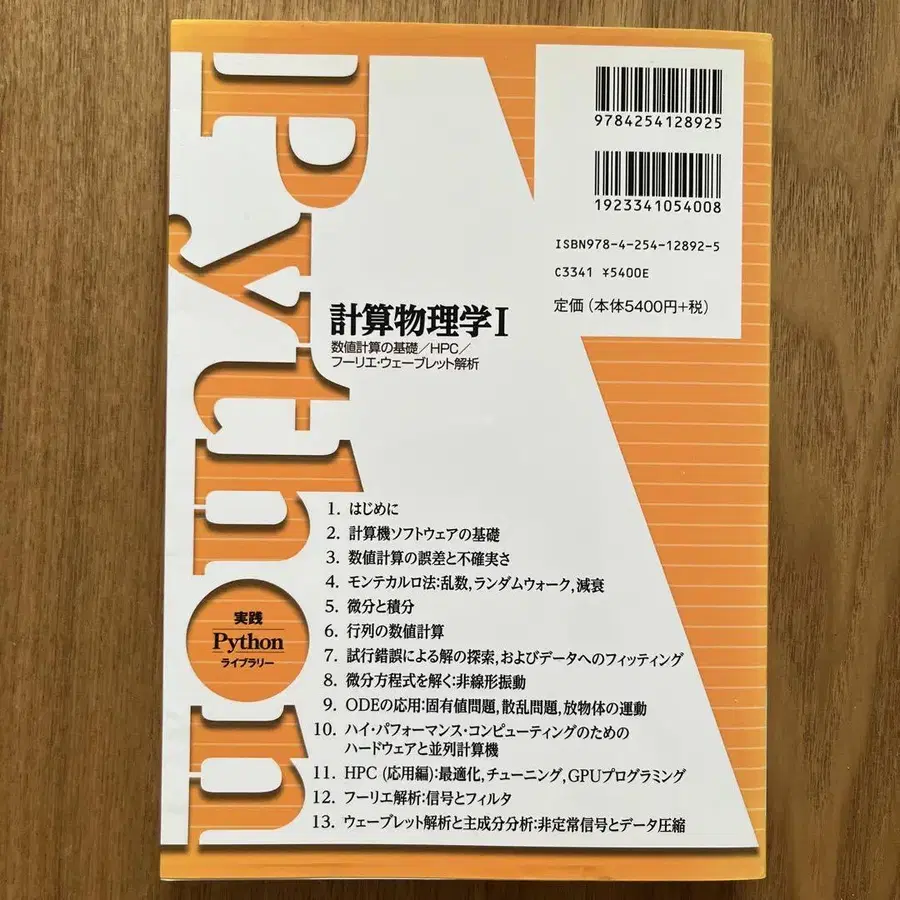 Python
9784254128925
1923341054008
ISBN978-4-254-12892-5
C3341 ¥5400E
定価(本体5400円+税)
計算物理学I
数値計算の基礎/HPC/
フーリエ・ウェーブレット解析
1. はじめに
2. 計算機ソフトウェアの基礎
3. 数値計算の誤差と不確実さ
4. モンテカルロ法:乱数,ランダムウォーク,減衰
5. 微分と積分
6. 行列の数値計算
7. 試行錯誤による解の探索,およびデータへのフィッティング
8. 微分方程式を解く:非線形振動
9. ODEの応用:固有値問題,散乱問題,放物体の運動
10. ハイ・パフォーマンス・コンピューティングのための
ハードウェアと並列計算機
11. HPC (応用編):最適化,チューニング,GPUプログラミング
12. フーリエ解析:信号とフィルタ
13. ウェーブレット解析と主成分分析:非定常信号とデータ圧縮
実践
Python
ライブラリー